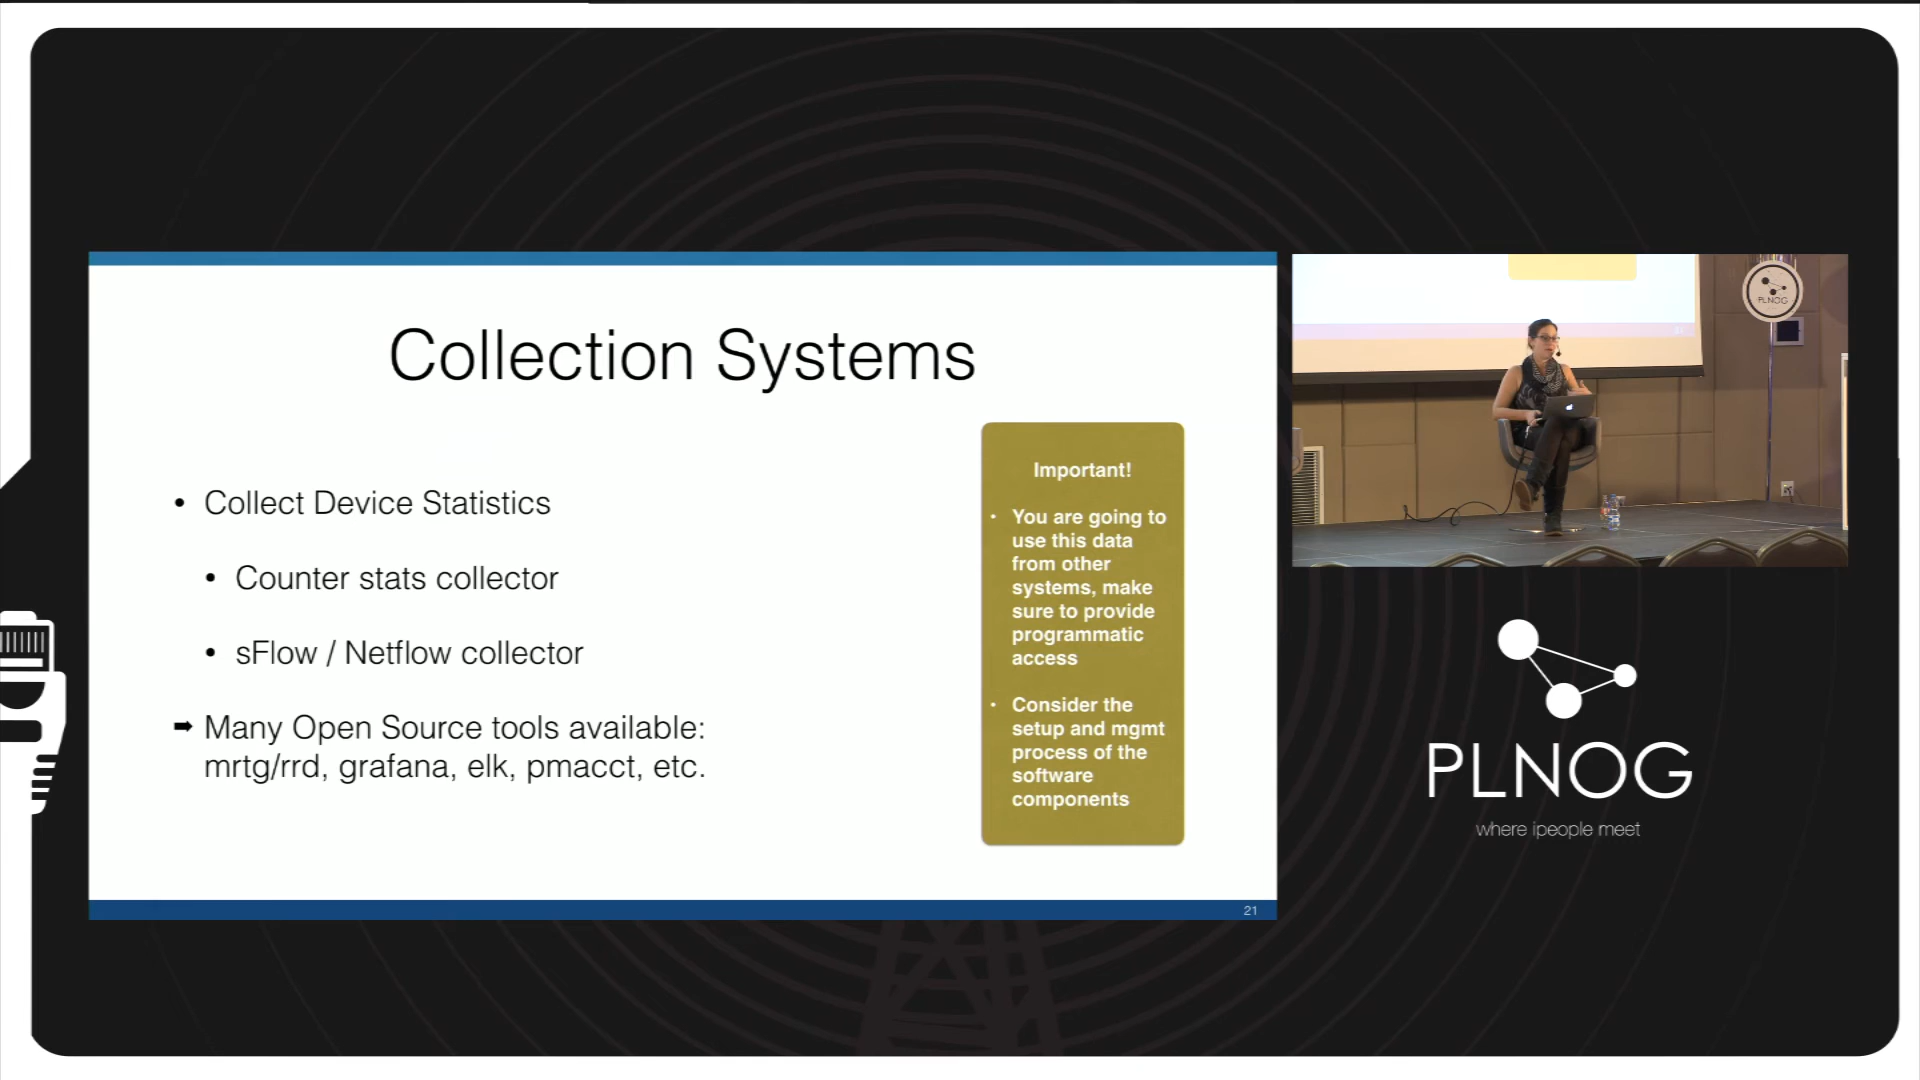 Collection Systems
• Collect Device Statistics
• Counter stats collector
• sFlow / Netflow collector
➡ Many Open Source tools available:
mrtg/rrd, grafana, elk, pmacct, etc.
Important!
• You are going to
use this data
from other
systems, make
sure to provide
programmatic
access
• Consider the
setup and mgmt
process of the
software
components
21
PLNOG
PLNOG
where ipeople meet